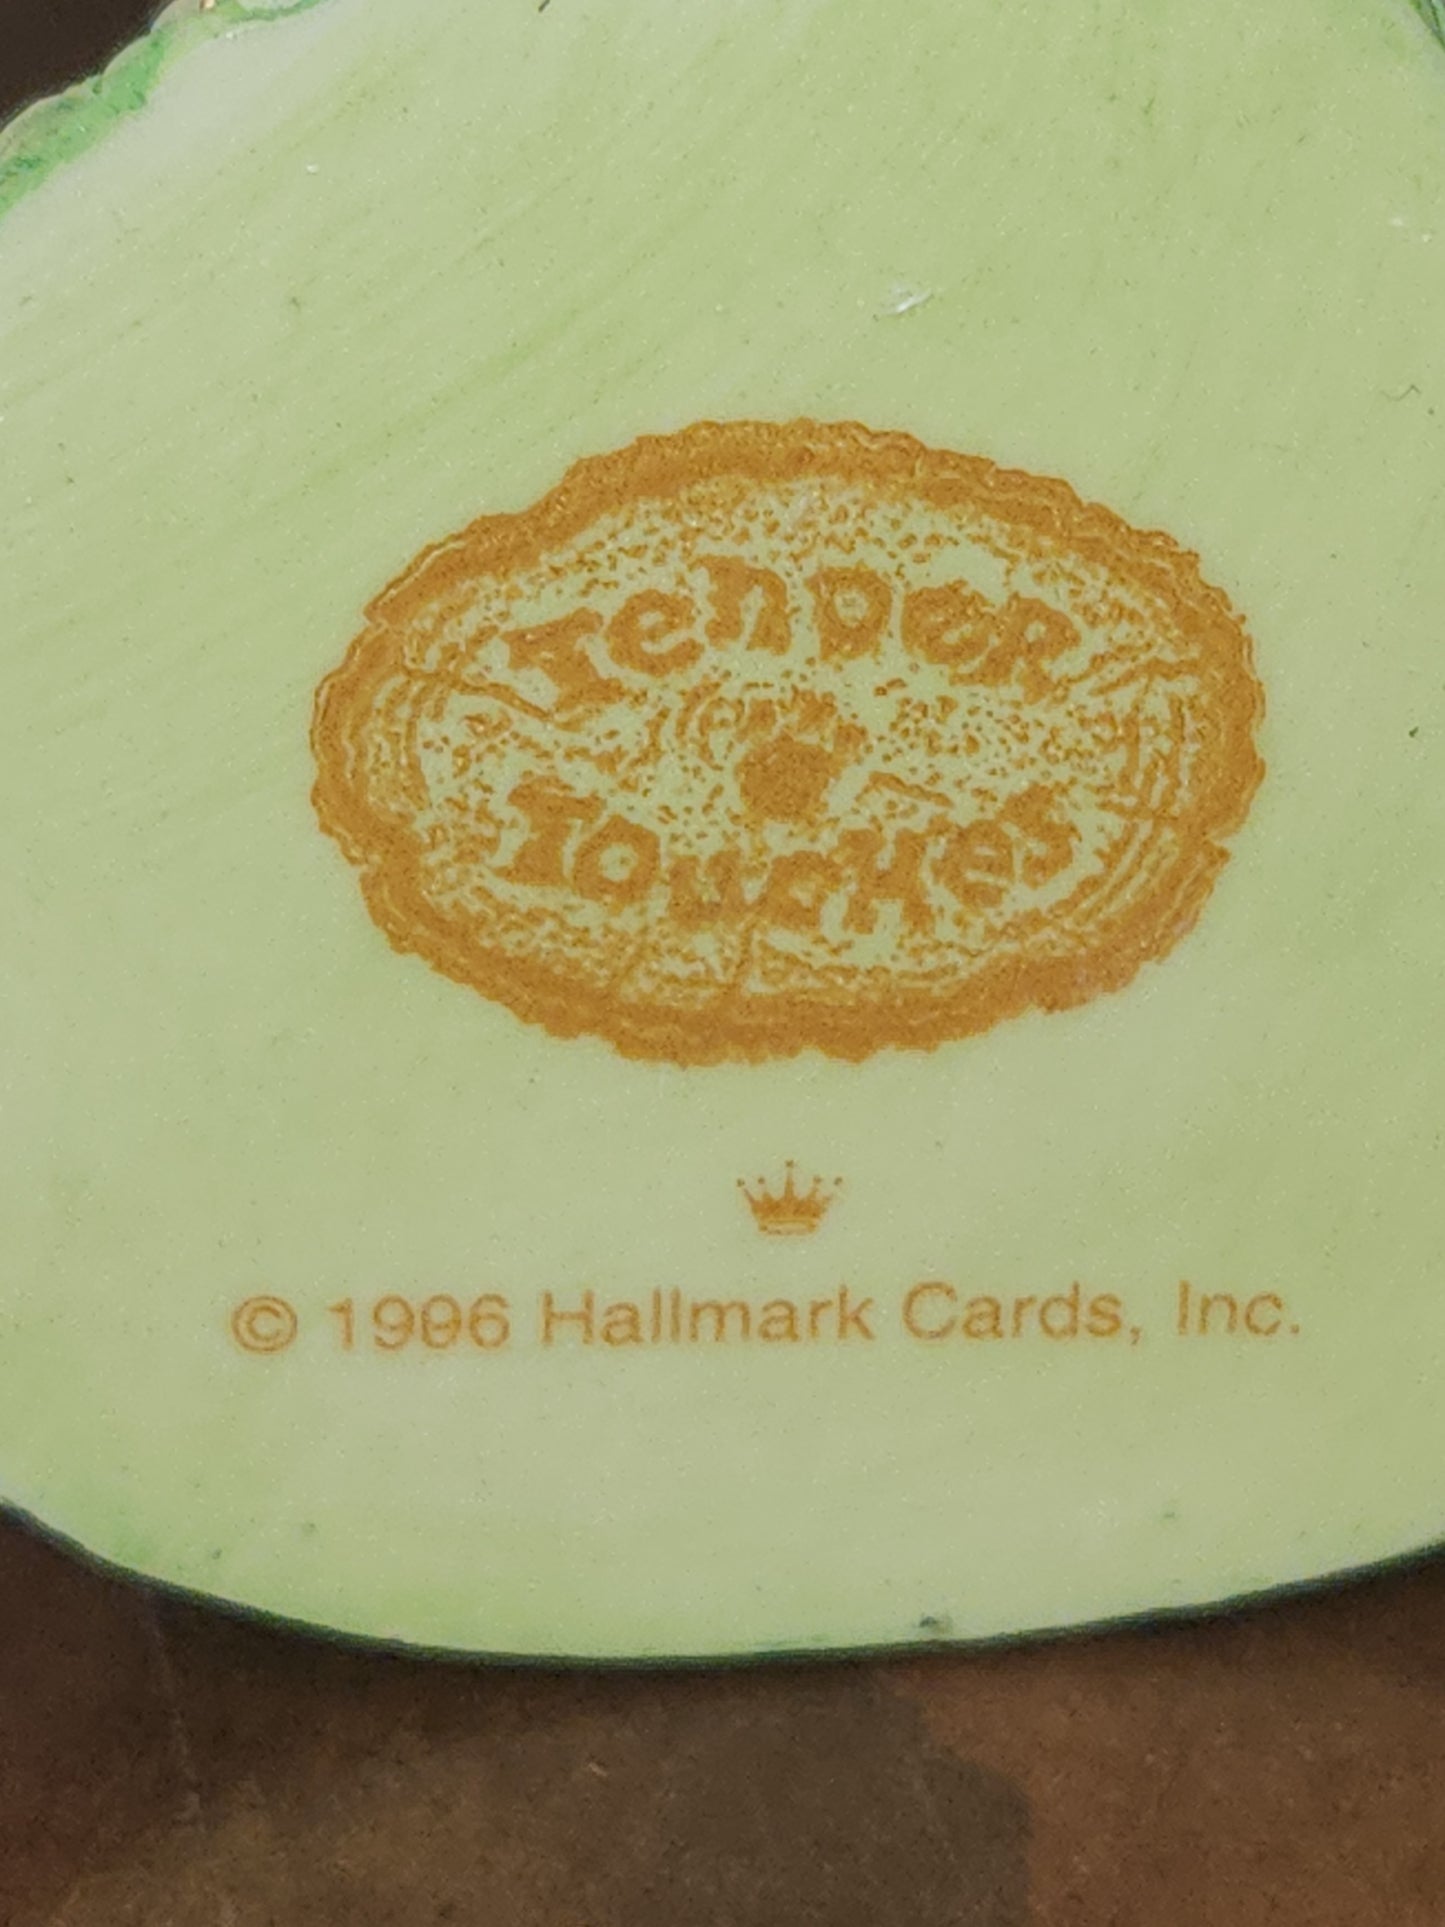 Tender
Touches
© 1996 Hallmark Cards, Inc.